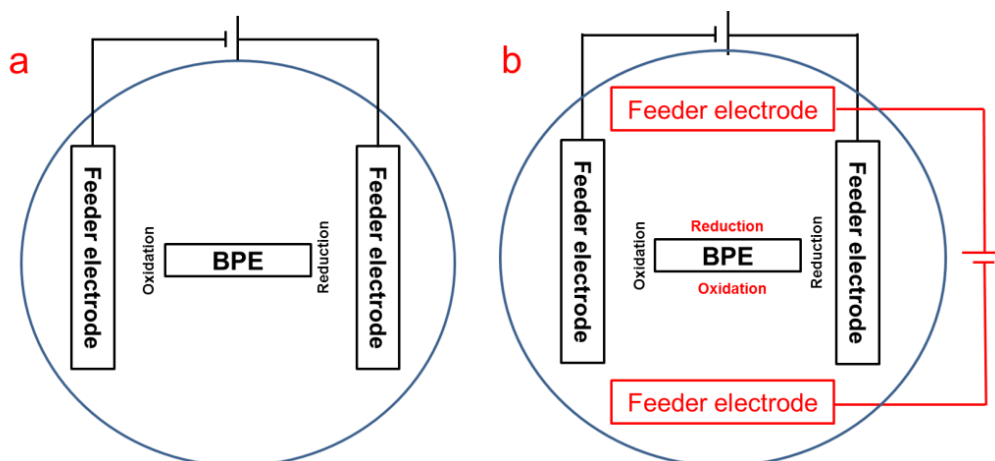 a
Feeder electrode
Oxidation
BPE
Reduction
Feeder electrode
b
Feeder electrode
Feeder electrode
Oxidation
Reduction
BPE
Oxidation
Reduction
Feeder electrode
Feeder electrode